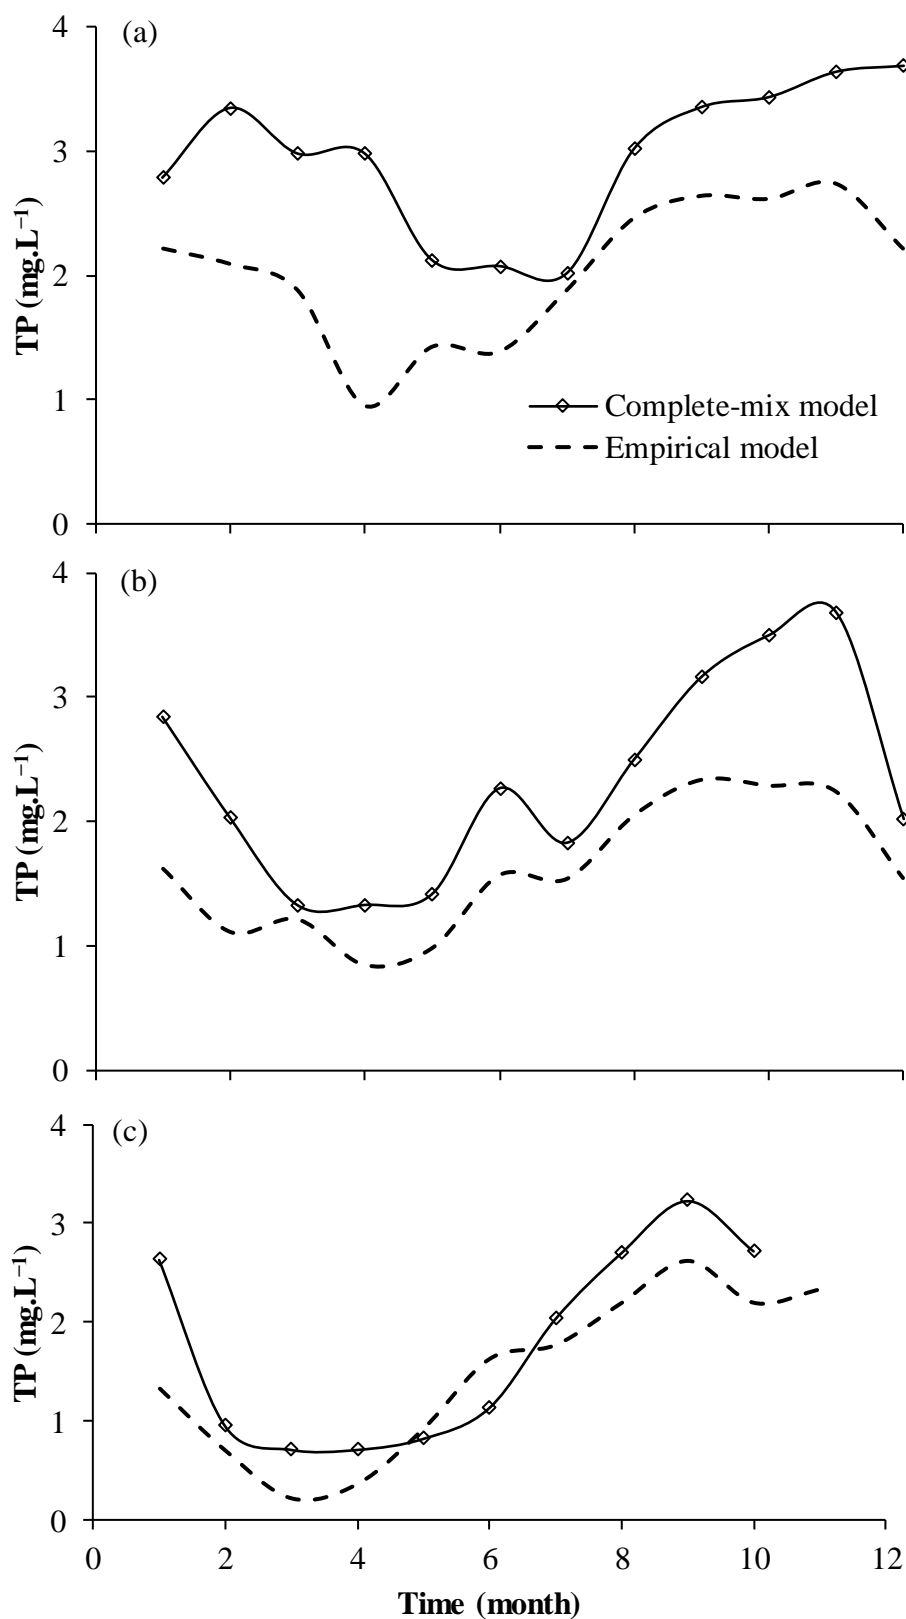 (a)
4
3
2
1
0
TP (mg.L⁻¹)
Complete-mix model
Empirical model
(b)
4
3
2
1
0
TP (mg.L⁻¹)
(c)
4
3
2
1
0
TP (mg.L⁻¹)
0 2 4 6 8 10 12
Time (month)